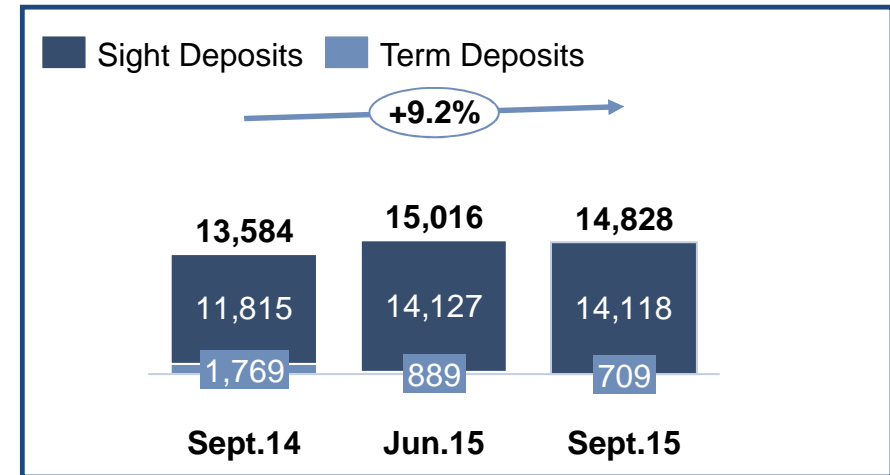 Sight Deposits Term Deposits
+9.2%
13,584 15,016 14,828
11,815 14,127 14,118
1,769 889 709
Sept.14 Jun.15 Sept.15